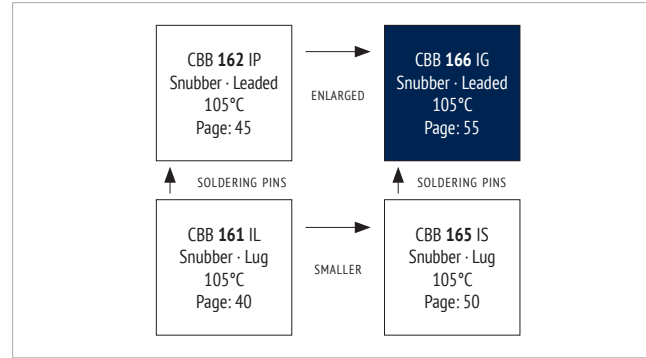 CBB 162 IP
Snubber · Leaded
105°C
Page: 45
ENLARGED
CBB 166 IG
Snubber · Leaded
105°C
Page: 55
SOLDERING PINS
SOLDERING PINS
CBB 161 IL
Snubber · Lug
105°C
Page: 40
SMALLER
CBB 165 IS
Snubber · Lug
105°C
Page: 50